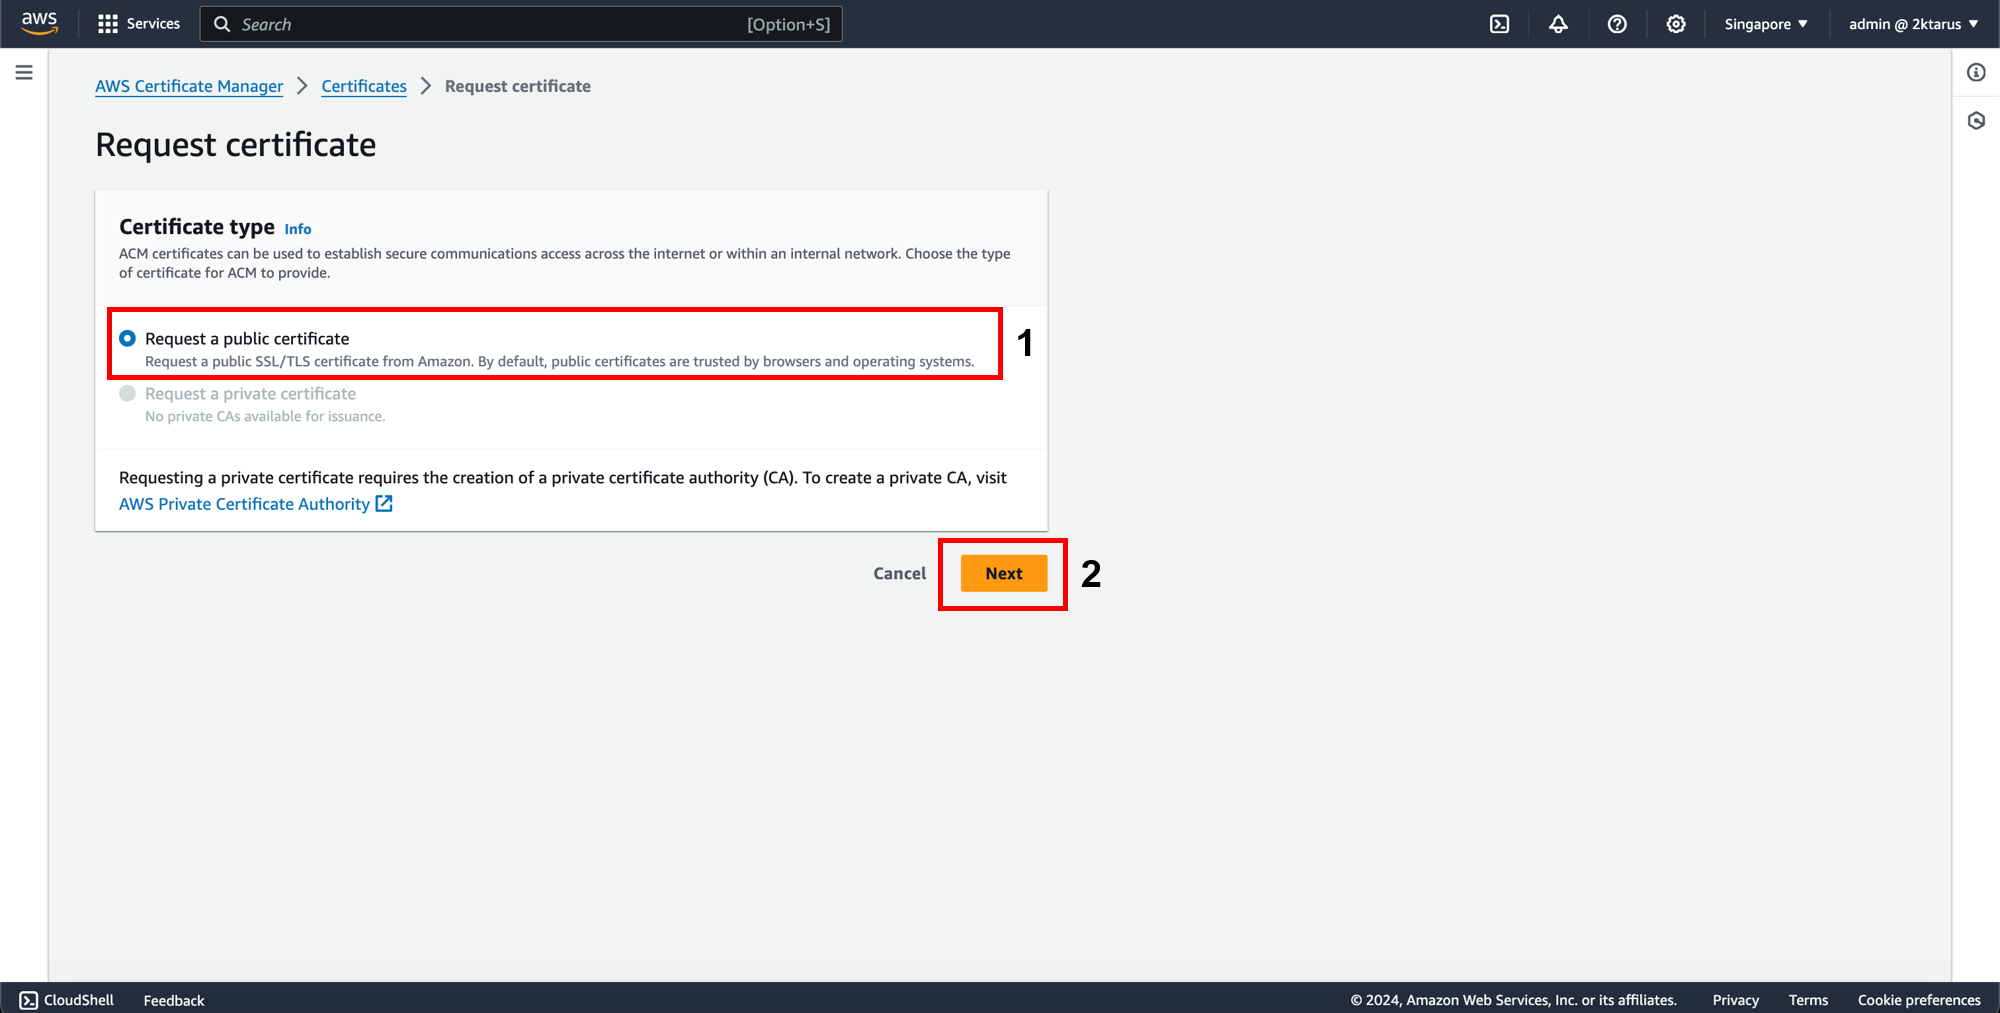 aws
Services
Search
[Option+S]
Singapore
admin @ 2ktarus
AWS Certificate Manager
Certificates
Request certificate
Request certificate
Certificate type Info
ACM certificates can be used to establish secure communications access across the internet or within an internal network. Choose the type
of certificate for ACM to provide.
Request a public certificate
1
Request a public SSL/TLS certificate from Amazon. By default, public certificates are trusted by browsers and operating systems.
Request a private certificate
No private CAs available for issuance.
Requesting a private certificate requires the creation of a private certificate authority (CA). To create a private CA, visit
AWS Private Certificate Authority
Cancel
Next
2
CloudShell
Feedback
© 2024, Amazon Web Services, Inc. or its affiliates.
Privacy
Terms
Cookie preferences